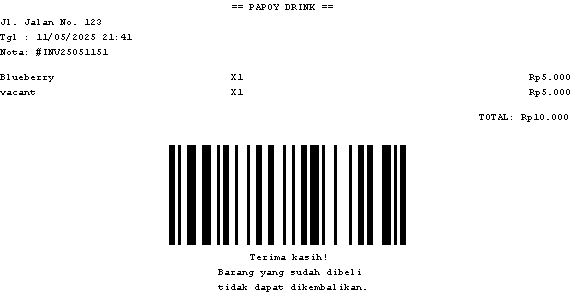 == PAPOY DRINK ==
Jl. Jalan No. 123
Tgl : 11/05/2025 21:41
Nota: #INV25051151
Blueberry X1 Rp5.000
vacant X1 Rp5.000
TOTAL: Rp10.000
Terima kasih!
Barang yang sudah dibeli
tidak dapat dikembalikan.